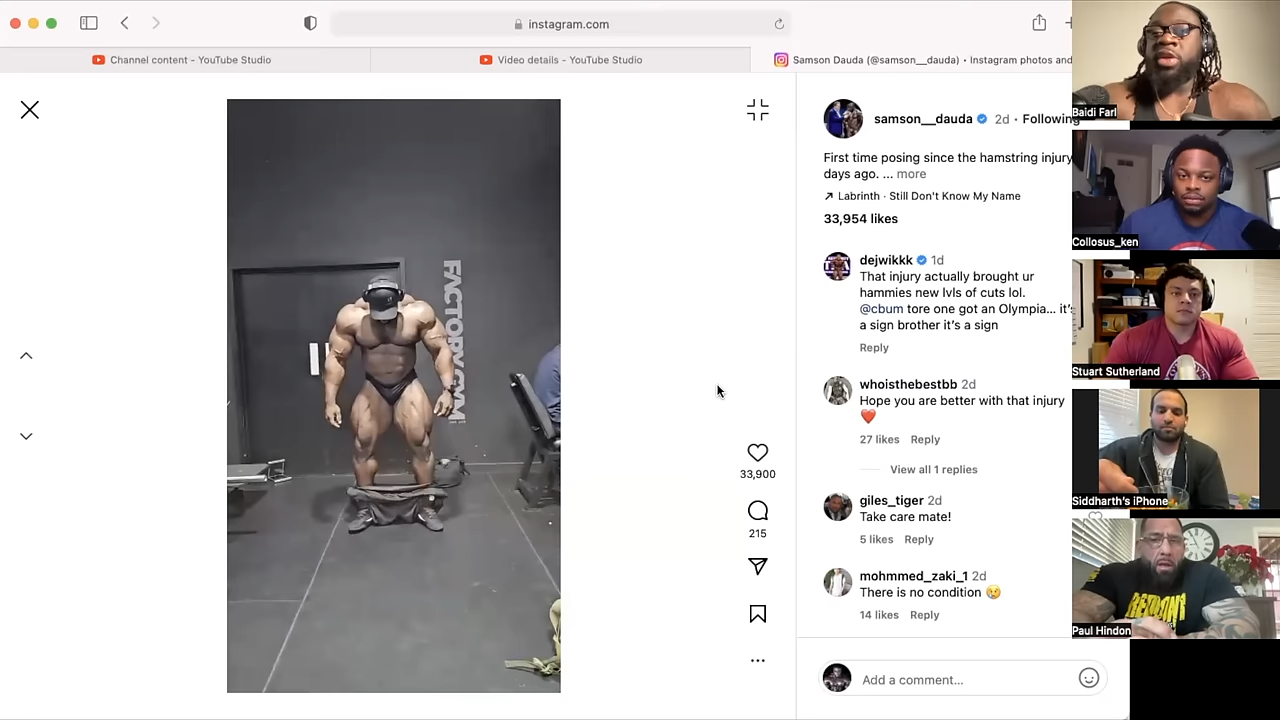 instagram.com
Channel content - YouTube Studio
Video details - YouTube Studio
Samson Dauda (@samson__dauda) • Instagram photos and
samson__dauda 2d • Following
First time posing since the hamstring injury
days ago. ... more
Labrinth · Still Don't Know My Name
33,954 likes
dejwikkk 1d
That injury actually brought ur
hammies new lvls of cuts lol.
@cbum tore one got an Olympia... it's
a sign brother it's a sign
Reply
whoisthebestbb 2d
Hope you are better with that injury
❤️
27 likes Reply
View all 1 replies
giles_tiger 2d
Take care mate!
5 likes Reply
mohmmed_zaki_1 2d
There is no condition 😢
14 likes Reply
Add a comment...
33,900
215
FACTORY GYM
Baidi Farl
Collosus_ken
Stuart Sutherland
Siddharth's iPhone
Paul Hindon